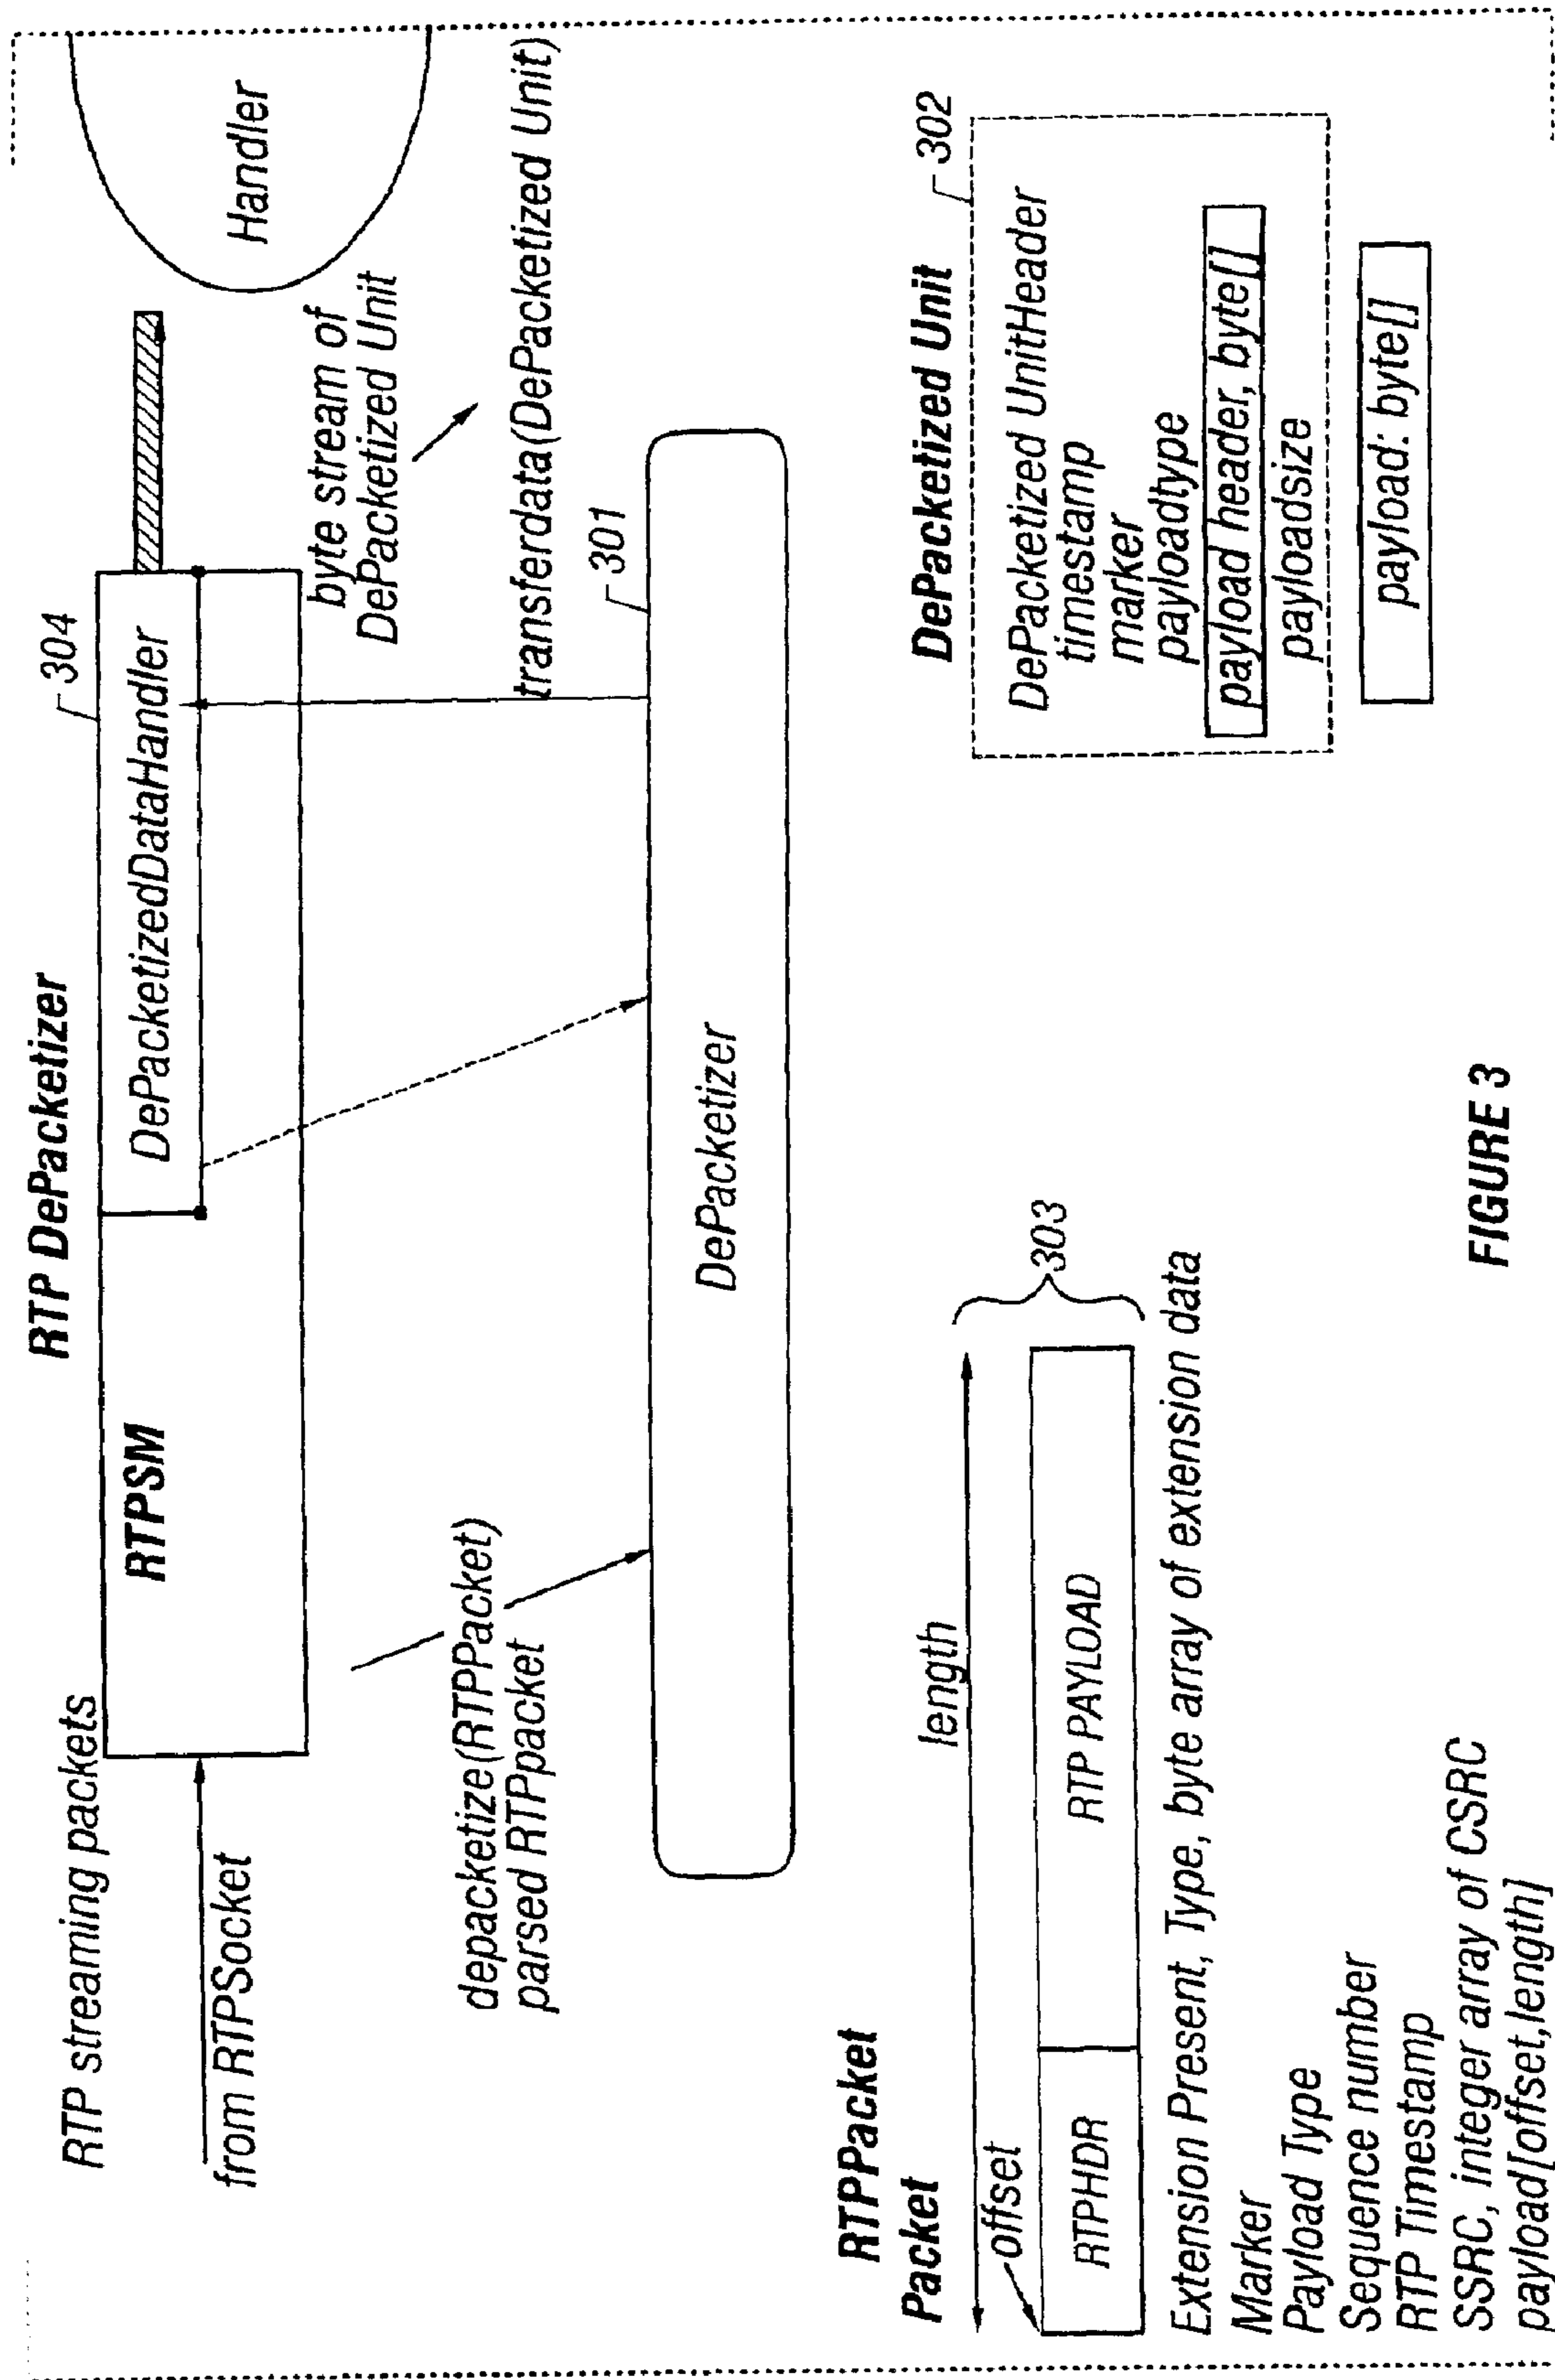 RTP DePacketizer
RTP streaming packets
from RTPSocket
RTPSM
304
DePacketizedDataHandler
Handler
byte stream of
DePacketized Unit
transferdata(DePacketized Unit)
depacketize(RTPPacket)
parsed RTPpacket
301
DePacketizer
RTPPacket
Packet
offset
length
RTPHDR
RTP PAYLOAD
303
Extension Present, Type, byte array of extension data
Marker
Payload Type
Sequence number
RTP Timestamp
SSRC, integer array of CSRC
payload[offset,length]
DePacketized Unit
302
DePacketized UnitHeader
timestamp
marker
payloadtype
payload header, byte[]
payloadsize
payload: byte[]
FIGURE 3